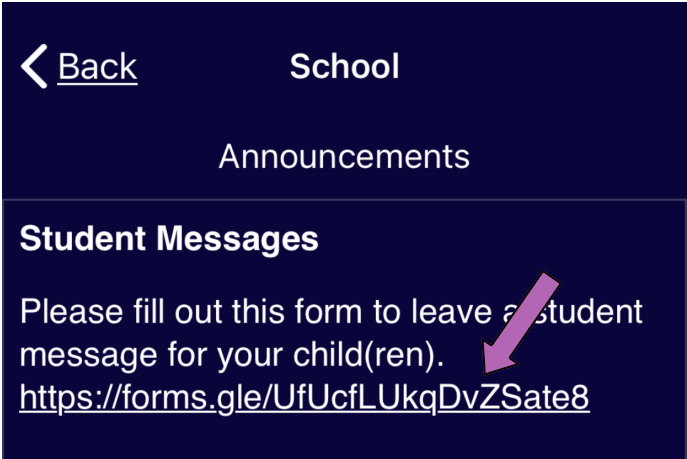 Back
School
Announcements
Student Messages
Please fill out this form to leave a student
message for your child(ren).
https://forms.gle/UfUcfLUkqDvZSate8